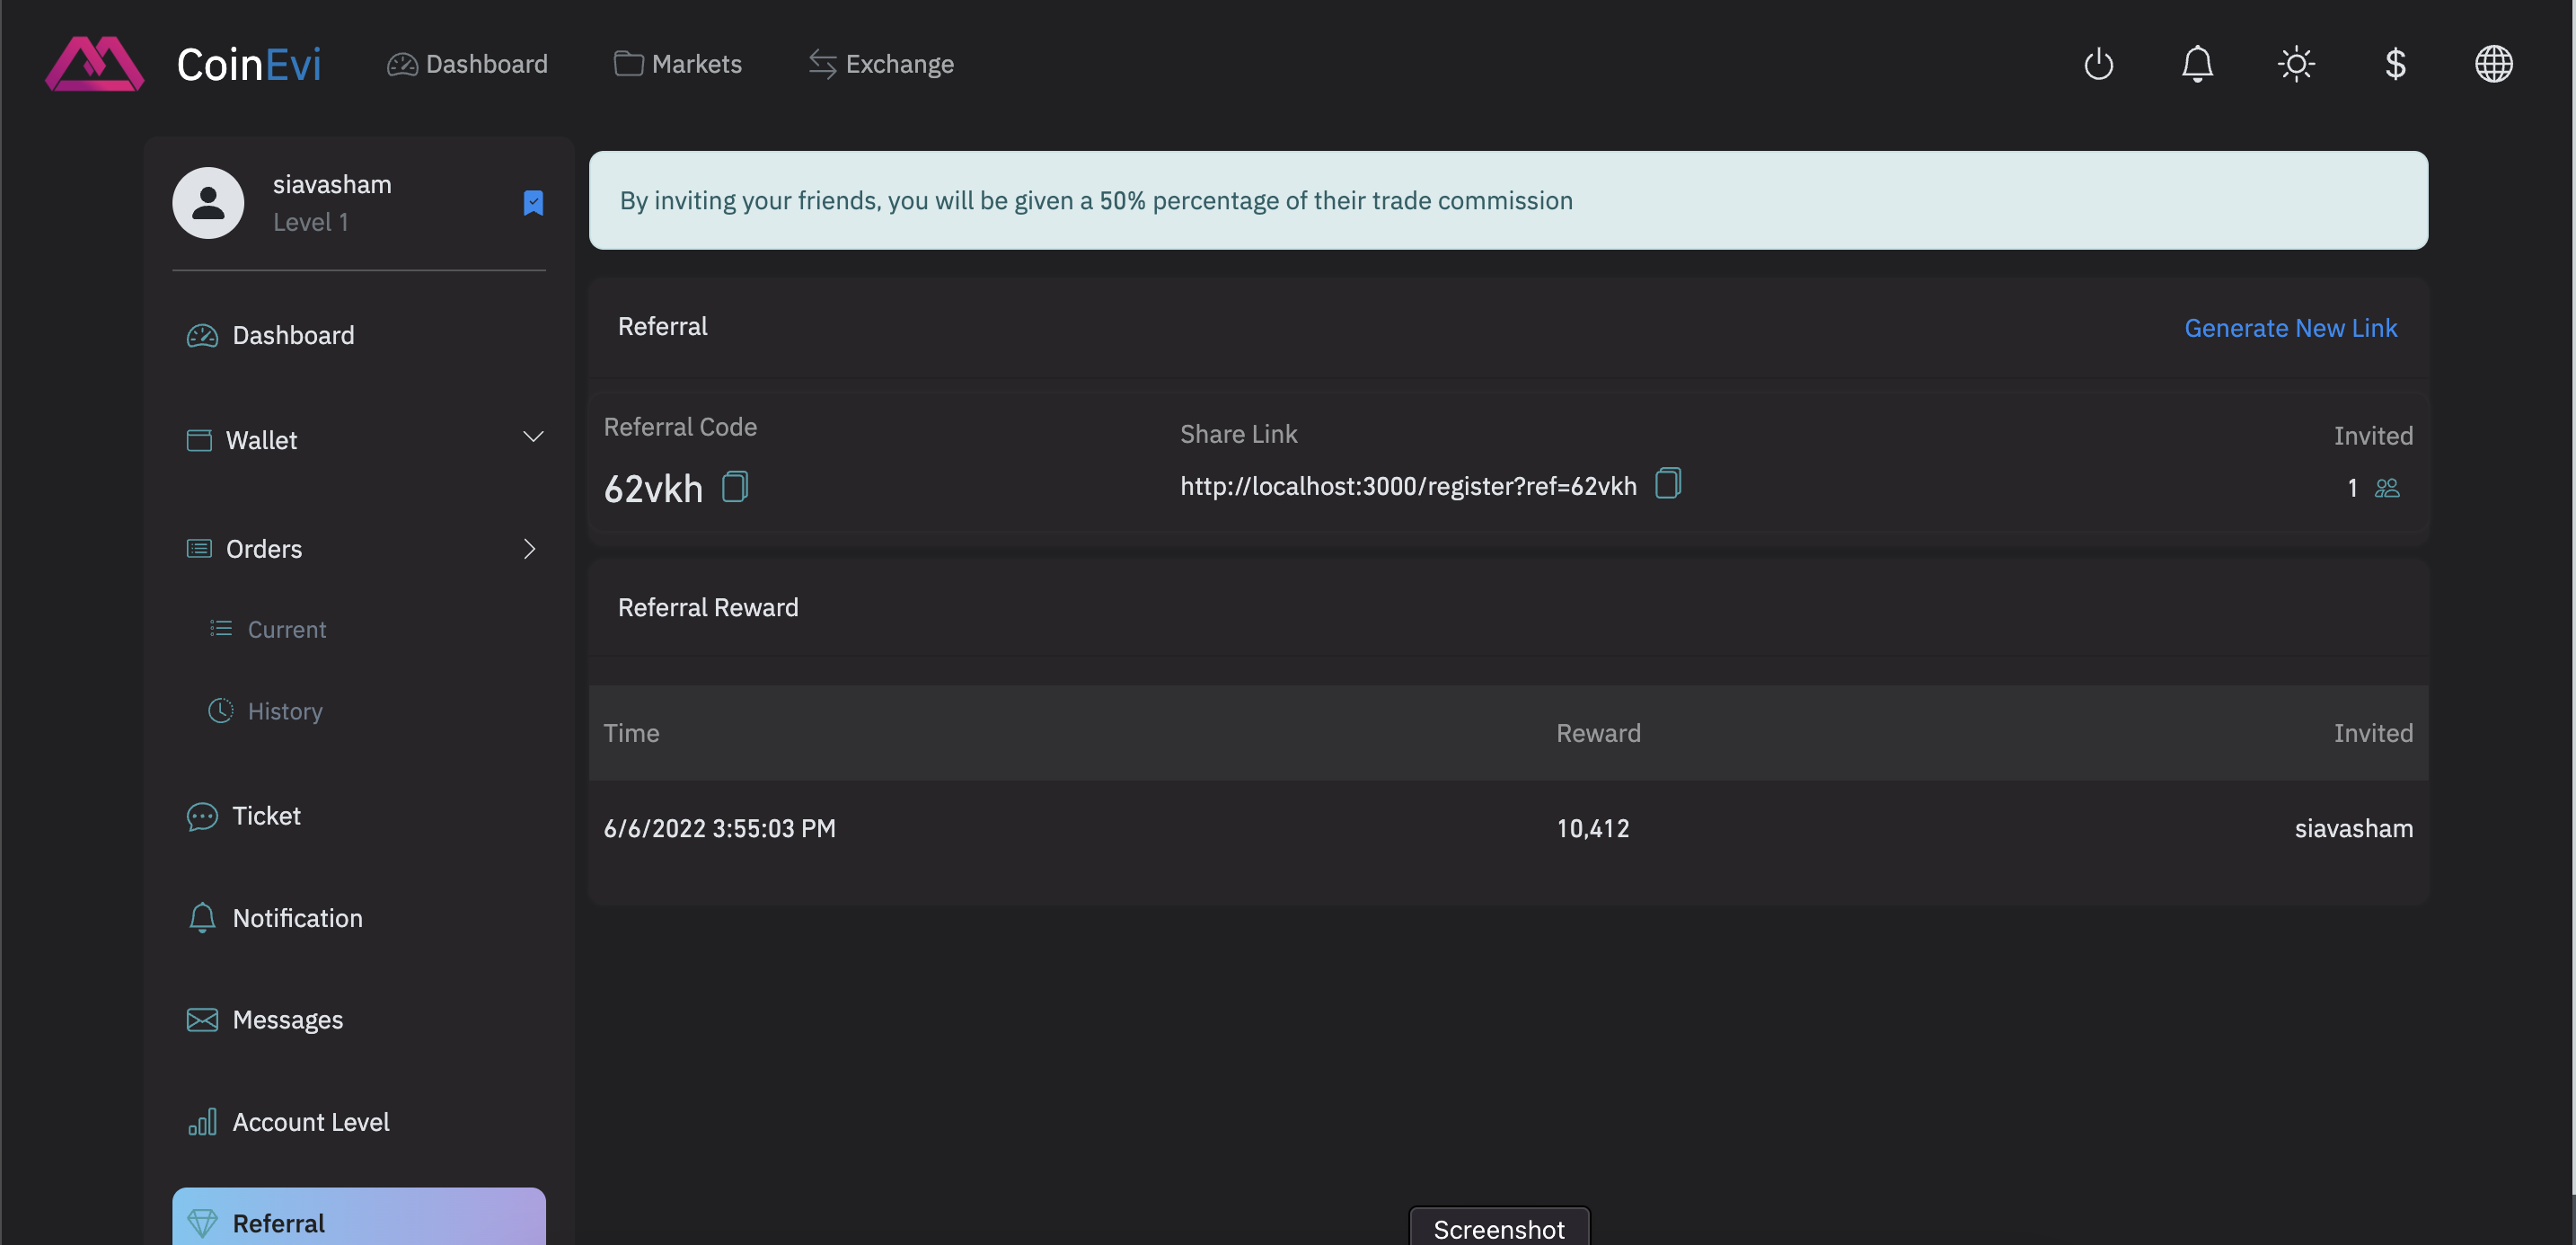 CoinEvi Dashboard Markets Exchange
siavasham
Level 1
Dashboard
Wallet
Orders
Current
History
Ticket
Notification
Messages
Account Level
Referral
By inviting your friends, you will be given a 50% percentage of their trade commission
Referral Generate New Link
Referral Code Share Link Invited
62vkh http://localhost:3000/register?ref=62vkh 1
Referral Reward
Time Reward Invited
6/6/2022 3:55:03 PM 10,412 siavasham
Screenshot